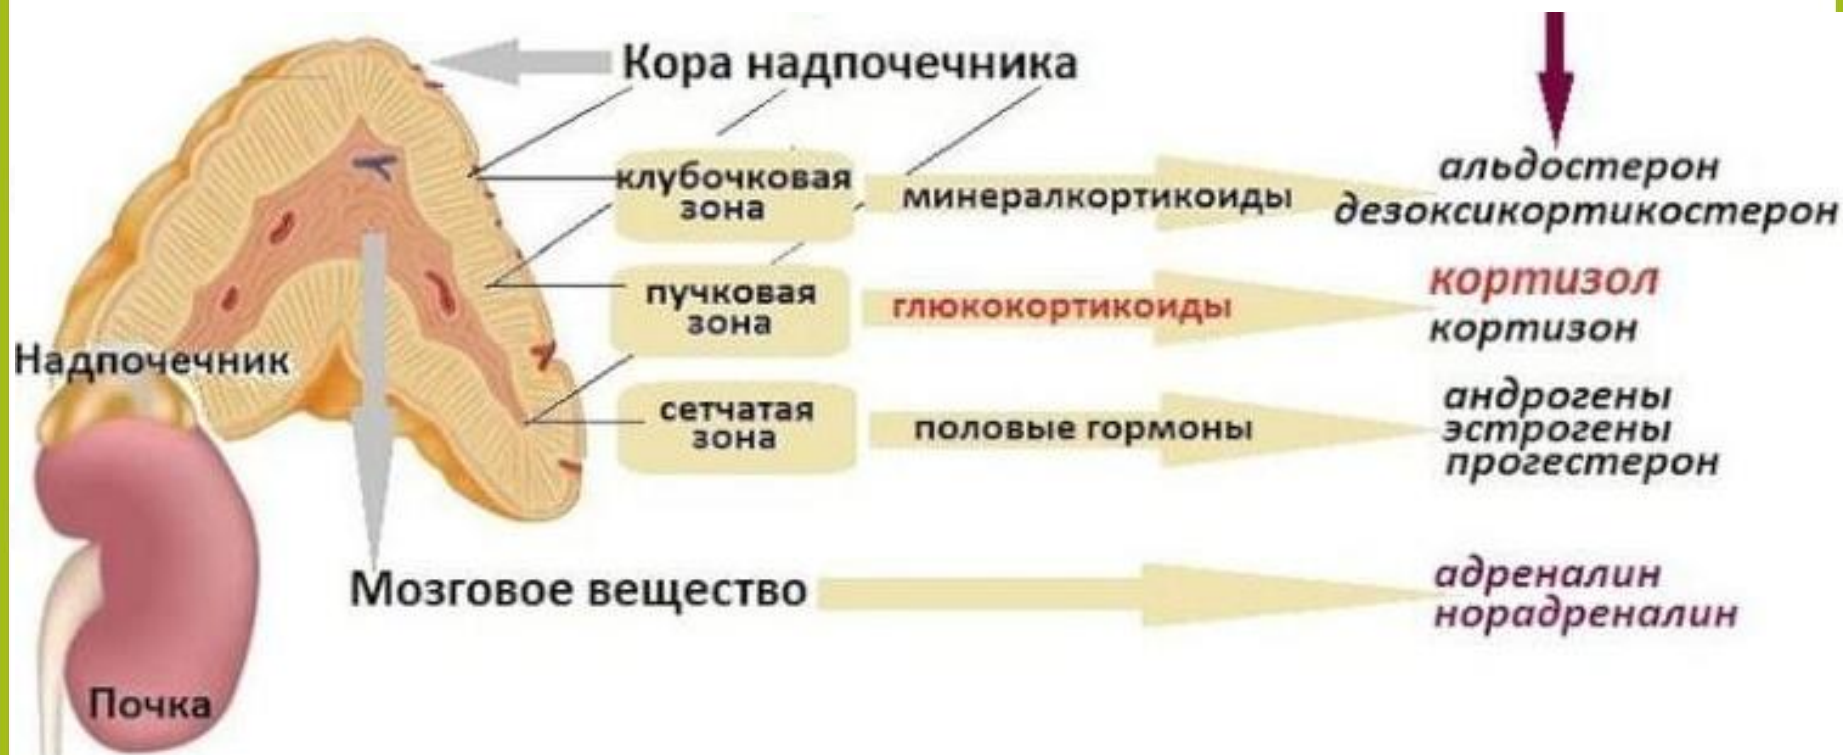 Кора надпочечника
клубочковая
зона
минералкортикоиды
альдостерон
дезоксикортикостерон
пучковая
зона
глюкокортикоиды
кортизол
кортизон
Надпочечник
сетчатая
зона
половые гормоны
андрогены
эстрогены
прогестерон
Мозговое вещество
адреналин
норадреналин
Почка